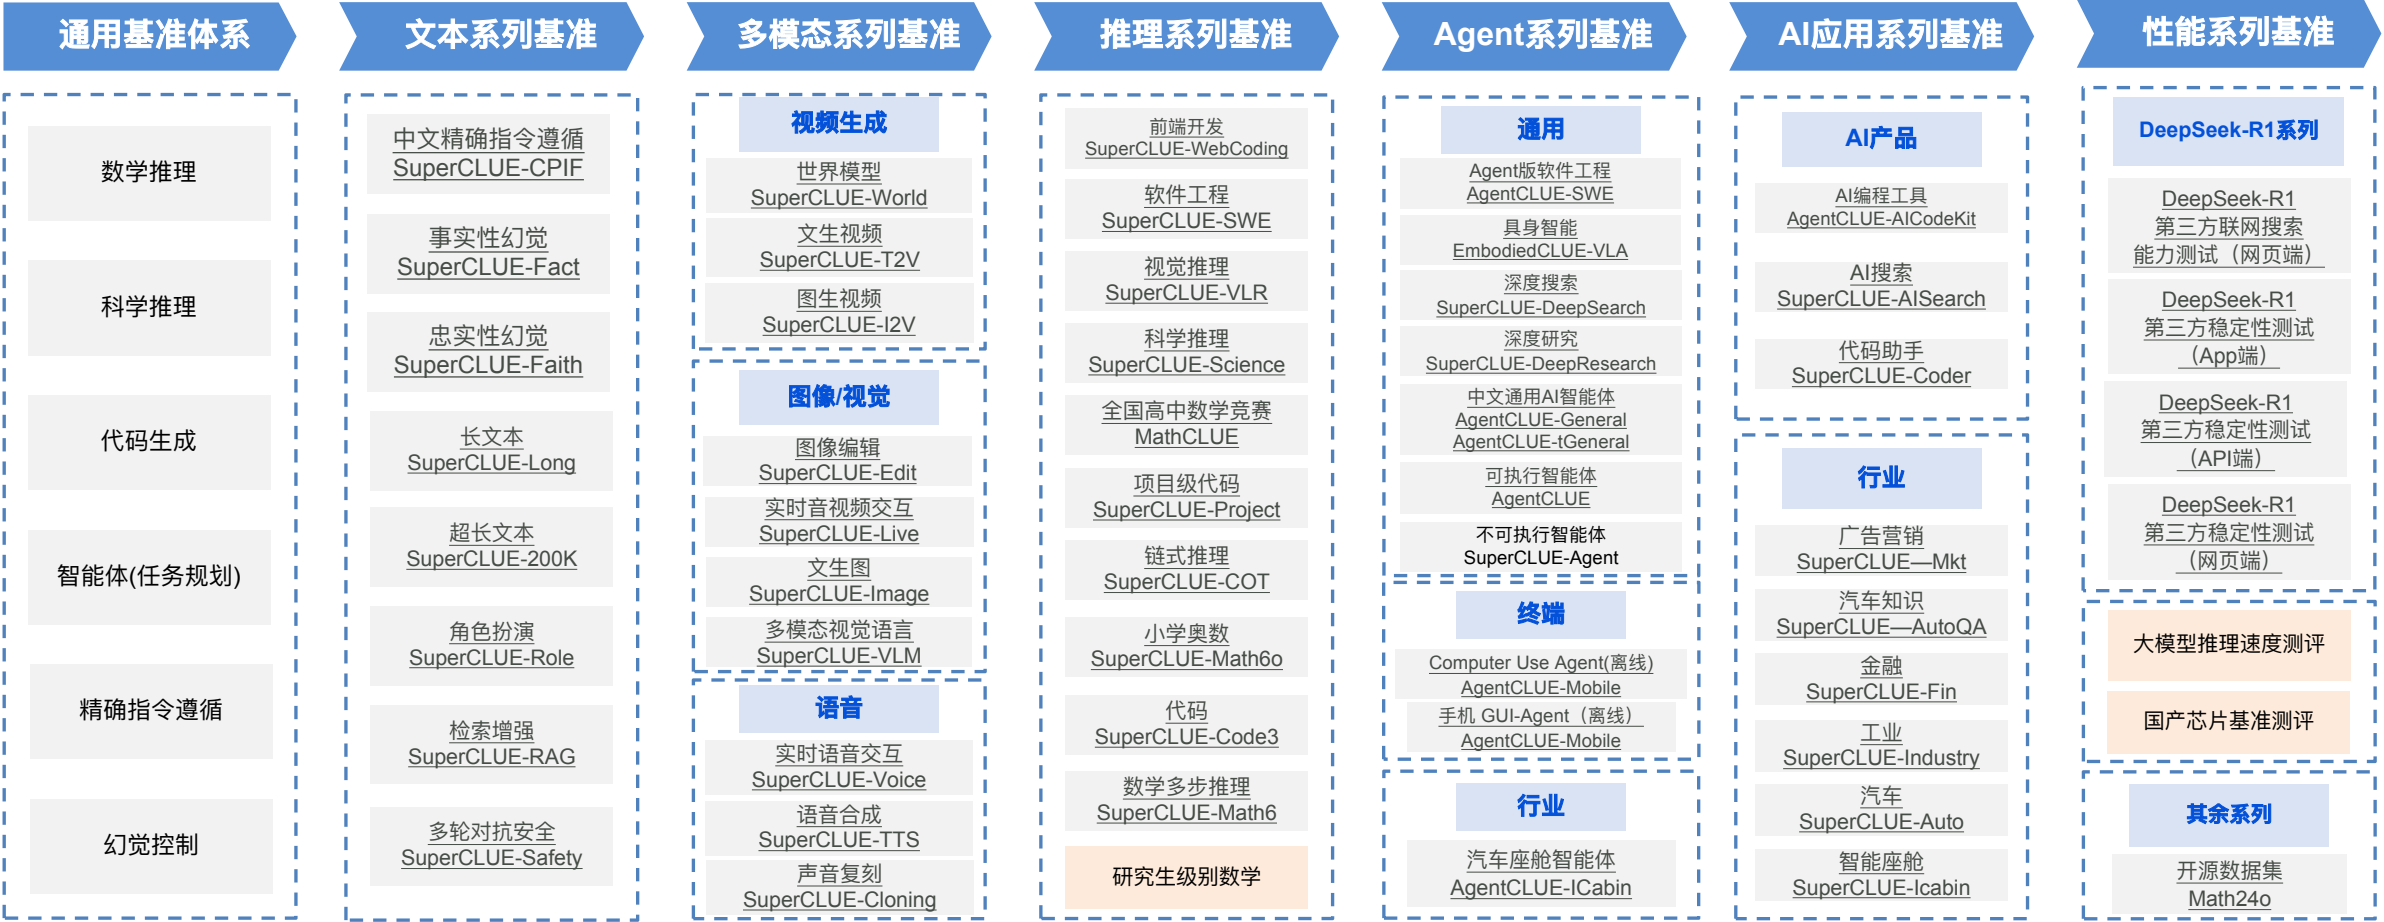 通用基准体系
数学推理
科学推理
代码生成
智能体(任务规划)
精确指令遵循
幻觉控制
文本系列基准
中文精确指令遵循
SuperCLUE-CPIF
事实性幻觉
SuperCLUE-Fact
忠实性幻觉
SuperCLUE-Faith
长文本
SuperCLUE-Long
超长文本
SuperCLUE-200K
角色扮演
SuperCLUE-Role
检索增强
SuperCLUE-RAG
多轮对抗安全
SuperCLUE-Safety
多模态系列基准
视频生成
世界模型
SuperCLUE-World
文生视频
SuperCLUE-T2V
图生视频
SuperCLUE-I2V
图像/视觉
图像编辑
SuperCLUE-Edit
实时音视频交互
SuperCLUE-Live
文生图
SuperCLUE-Image
多模态视觉语言
SuperCLUE-VLM
语音
实时语音交互
SuperCLUE-Voice
语音合成
SuperCLUE-TTS
声音复刻
SuperCLUE-Cloning
推理系列基准
前端开发
SuperCLUE-WebCoding
软件工程
SuperCLUE-SWE
视觉推理
SuperCLUE-VLR
科学推理
SuperCLUE-Science
全国高中数学竞赛
MathCLUE
项目级代码
SuperCLUE-Project
链式推理
SuperCLUE-COT
小学奥数
SuperCLUE-Math6o
代码
SuperCLUE-Code3
数学多步推理
SuperCLUE-Math6
研究生级别数学
Agent系列基准
通用
Agent版软件工程
AgentCLUE-SWE
具身智能
EmbodiedCLUE-VLA
深度搜索
SuperCLUE-DeepSearch
深度研究
SuperCLUE-DeepResearch
中文通用AI智能体
AgentCLUE-General
AgentCLUE-tGeneral
可执行智能体
AgentCLUE
不可执行智能体
SuperCLUE-Agent
终端
Computer Use Agent(离线)
AgentCLUE-Mobile
手机 GUI-Agent（离线）
AgentCLUE-Mobile
行业
汽车座舱智能体
AgentCLUE-ICabin
AI应用系列基准
AI产品
AI编程工具
AgentCLUE-AICodeKit
AI搜索
SuperCLUE-AISearch
代码助手
SuperCLUE-Coder
行业
广告营销
SuperCLUE—Mkt
汽车知识
SuperCLUE—AutoQA
金融
SuperCLUE-Fin
工业
SuperCLUE-Industry
汽车
SuperCLUE-Auto
智能座舱
SuperCLUE-Icabin
性能系列基准
DeepSeek-R1系列
DeepSeek-R1
第三方联网搜索
能力测试（网页端）
DeepSeek-R1
第三方稳定性测试
（App端）
DeepSeek-R1
第三方稳定性测试
（API端）
DeepSeek-R1
第三方稳定性测试
（网页端）
大模型推理速度测评
国产芯片基准测评
其余系列
开源数据集
Math24o